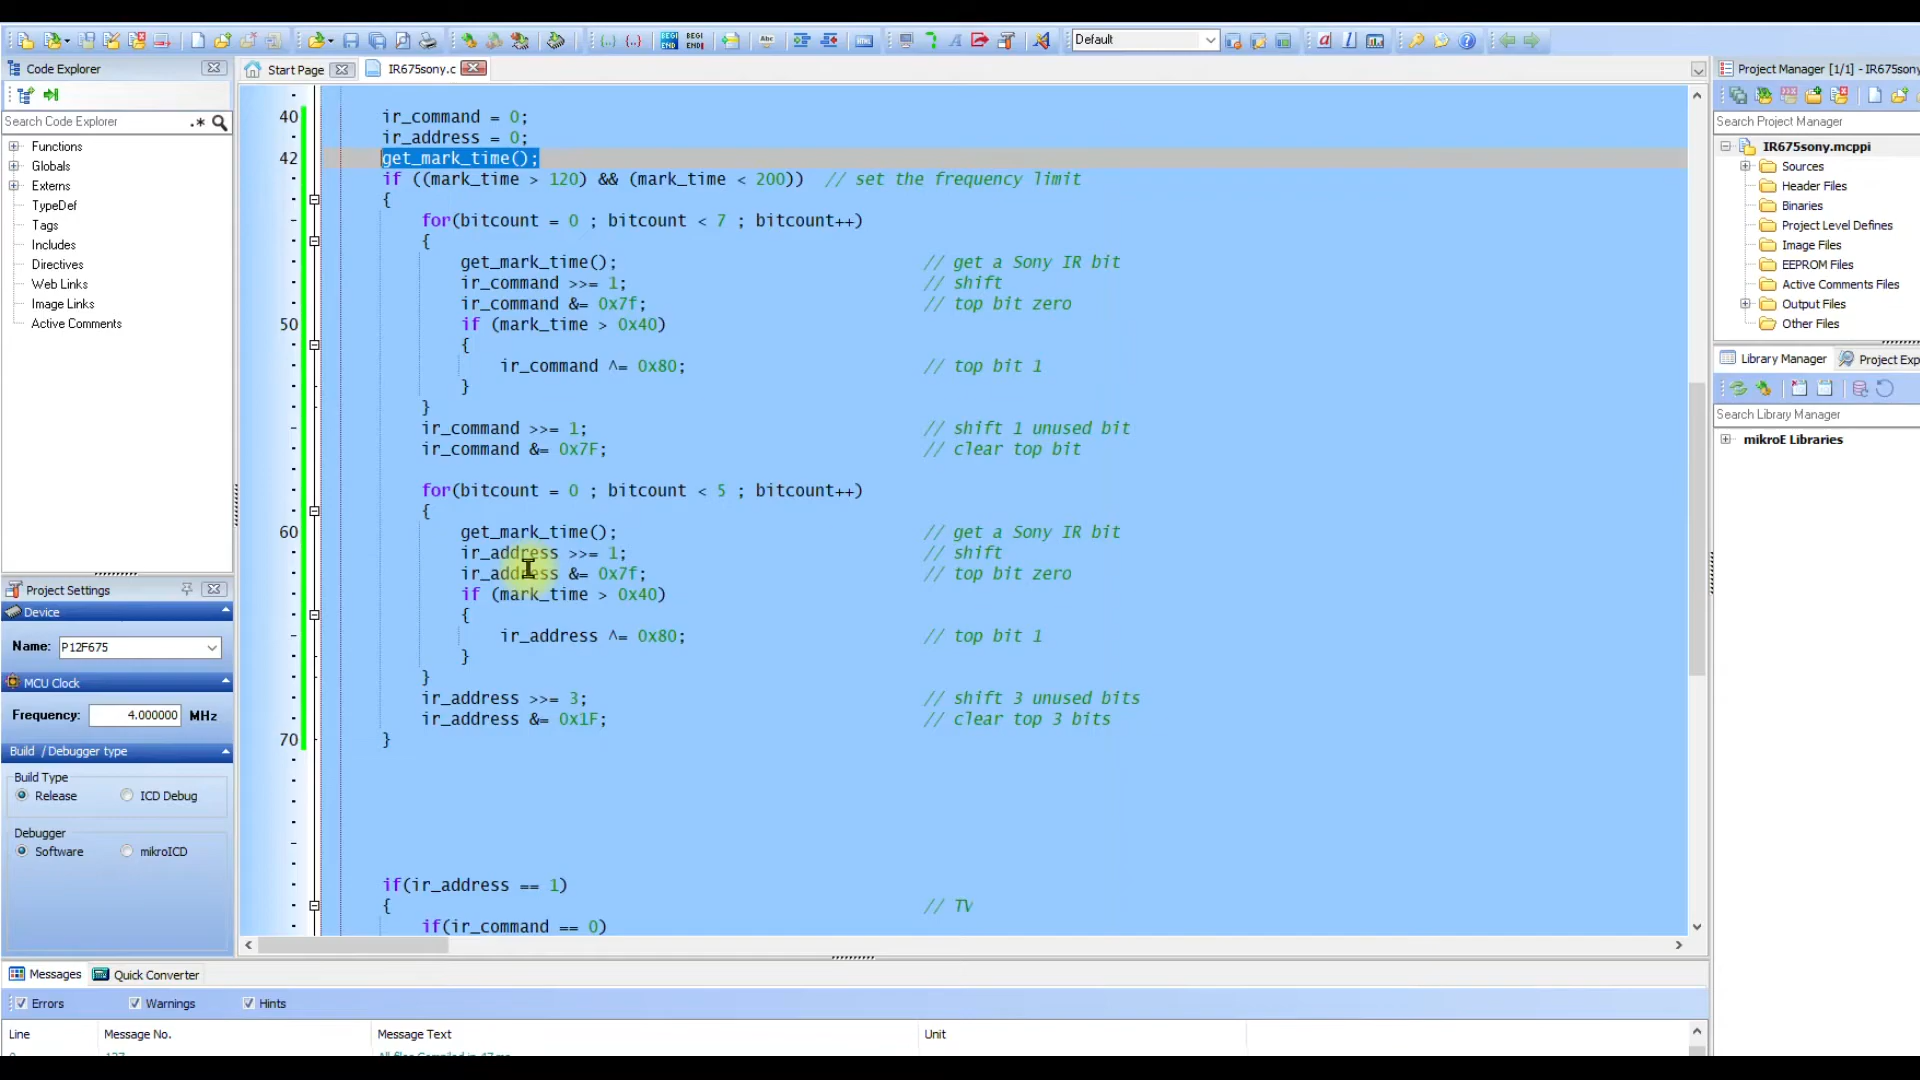 Default
Code Explorer
Start Page
IR675sony.c
Project Manager [1/1] - IR675sony
Search Code Explorer
Functions
Globals
Externs
TypeDef
Tags
Includes
Directives
Web Links
Image Links
Active Comments
Project Settings
Device
Name: P12F675
MCU Clock
Frequency: 4.000000 MHz
Build / Debugger type
Build Type
Release ICD Debug
Debugger
Software mikroICD
40 ir_command = 0;
ir_address = 0;
42 get_mark_time();
if ((mark_time > 120) && (mark_time < 200)) // set the frequency limit
{
for(bitcount = 0 ; bitcount < 7 ; bitcount++)
{
get_mark_time(); // get a Sony IR bit
ir_command >>= 1; // shift
ir_command &= 0x7f; // top bit zero
50 if (mark_time > 0x40)
{
ir_command ^= 0x80; // top bit 1
}
}
ir_command >>= 1; // shift 1 unused bit
ir_command &= 0x7F; // clear top bit
for(bitcount = 0 ; bitcount < 5 ; bitcount++)
{
60 get_mark_time(); // get a Sony IR bit
ir_address >>= 1; // shift
ir_address &= 0x7f; // top bit zero
if (mark_time > 0x40)
{
ir_address ^= 0x80; // top bit 1
}
}
ir_address >>= 3; // shift 3 unused bits
ir_address &= 0x1F; // clear top 3 bits
70 }
if(ir_address == 1)
{ // TV
if(ir_command == 0)
Search Project Manager
IR675sony.mcppi
Sources
Header Files
Binaries
Project Level Defines
Image Files
EEPROM Files
Active Comments Files
Output Files
Other Files
Library Manager Project Exp
Search Library Manager
mikroE Libraries
Messages Quick Converter
Errors Warnings Hints
Line Message No. Message Text Unit